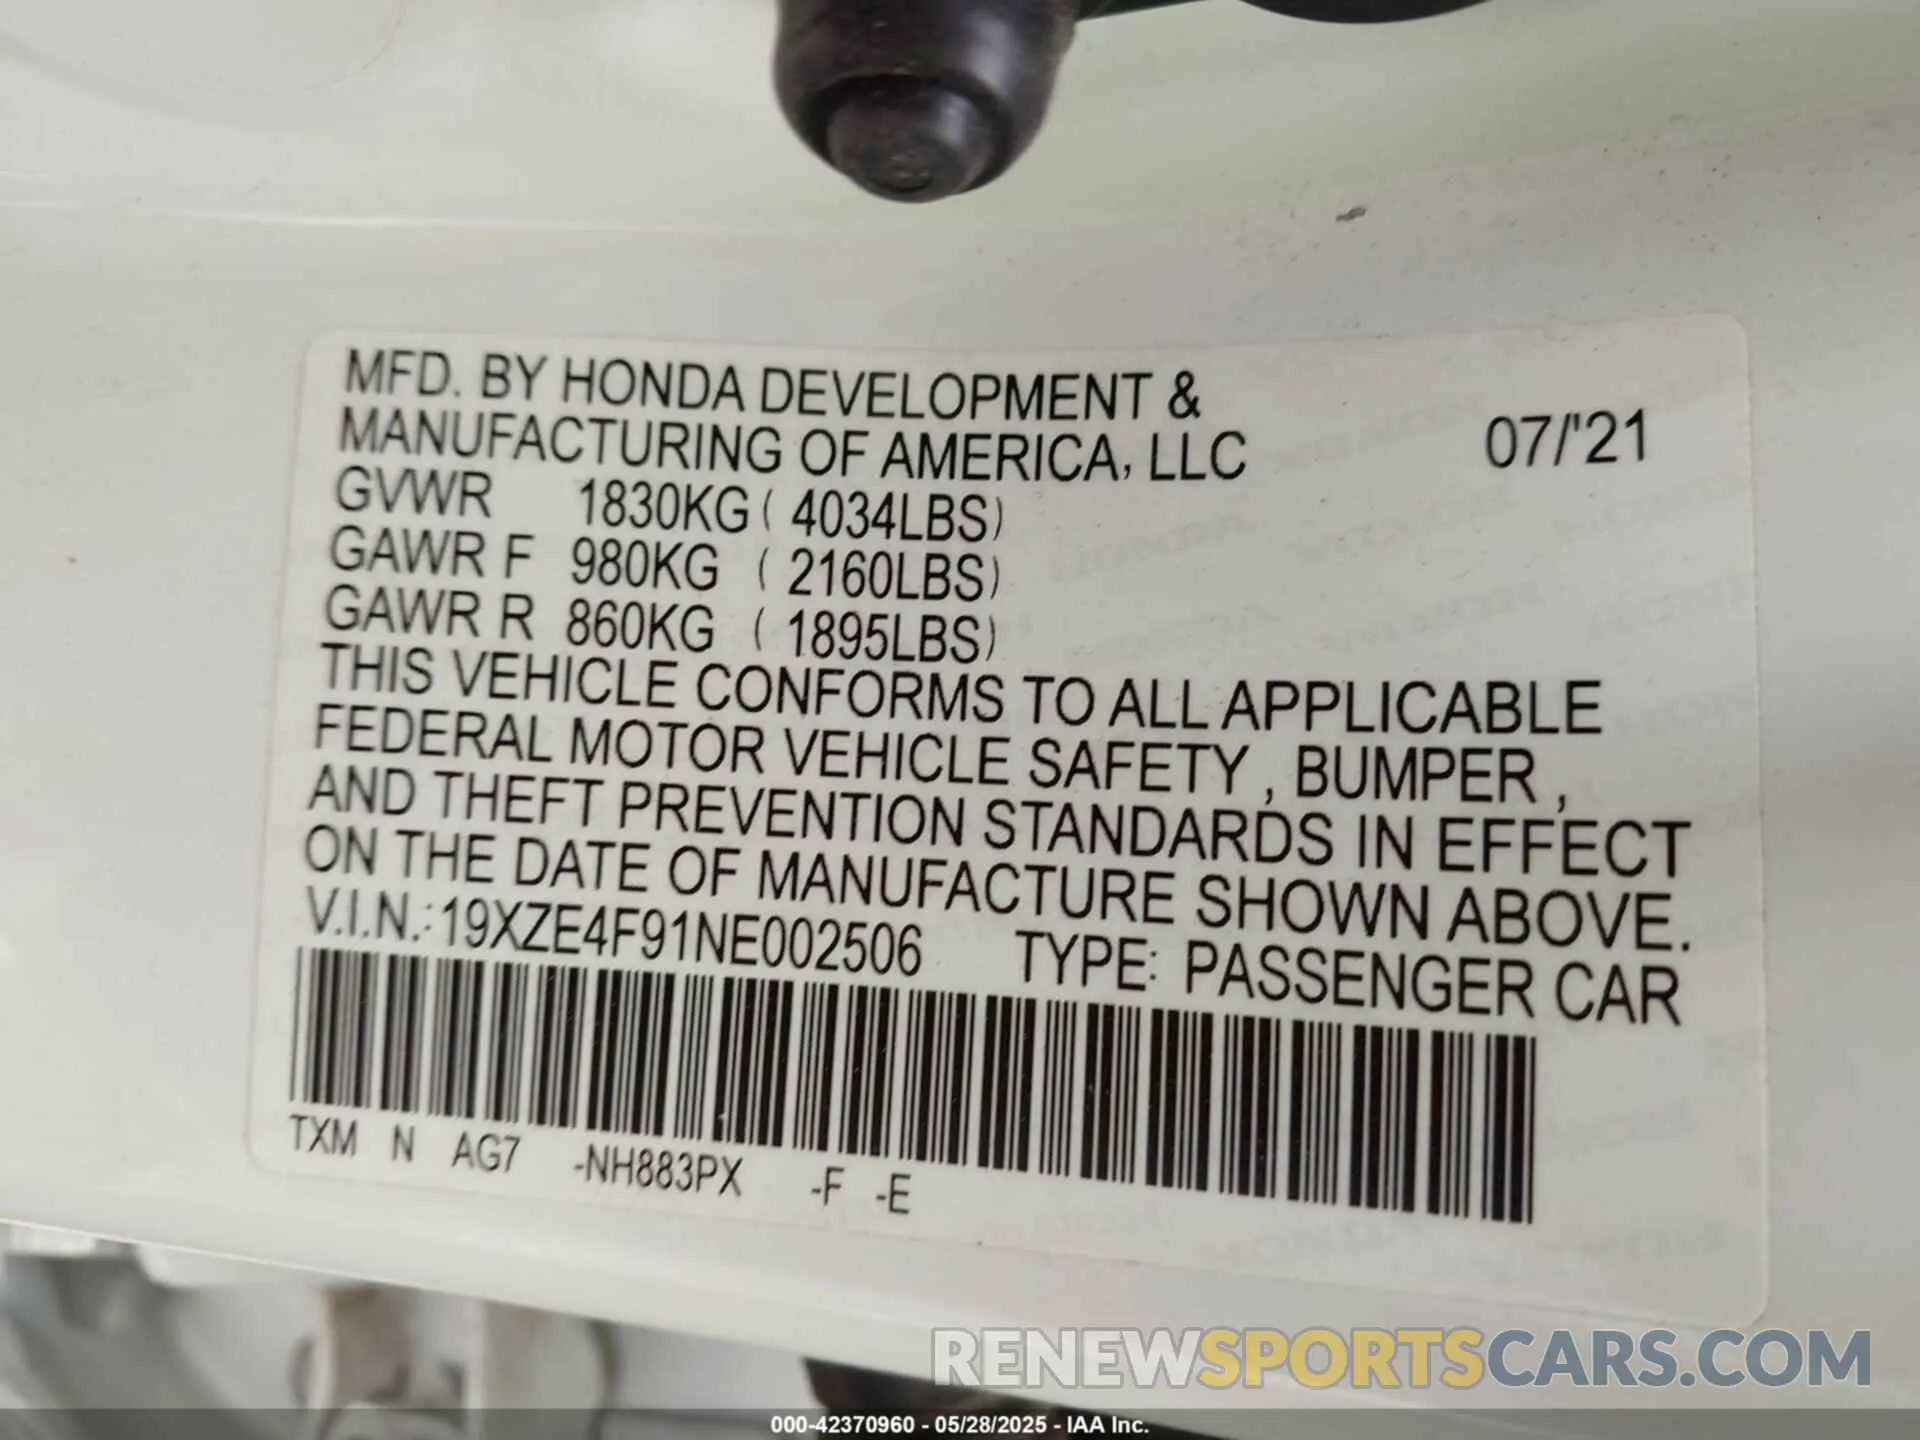 MFD. BY HONDA DEVELOPMENT &
MANUFACTURING OF AMERICA, LLC 07/'21
GVWR 1830KG ( 4034LBS)
GAWR F 980KG ( 2160LBS)
GAWR R 860KG ( 1895LBS)
THIS VEHICLE CONFORMS TO ALL APPLICABLE
FEDERAL MOTOR VEHICLE SAFETY , BUMPER ,
AND THEFT PREVENTION STANDARDS IN EFFECT
ON THE DATE OF MANUFACTURE SHOWN ABOVE.
V.I.N.: 19XZE4F91NE002506 TYPE: PASSENGER CAR
TXM N AG7 -NH883PX -F -E
RENEWSPORTSCARS.COM
000-42370960 - 05/28/2025 - IAA Inc.